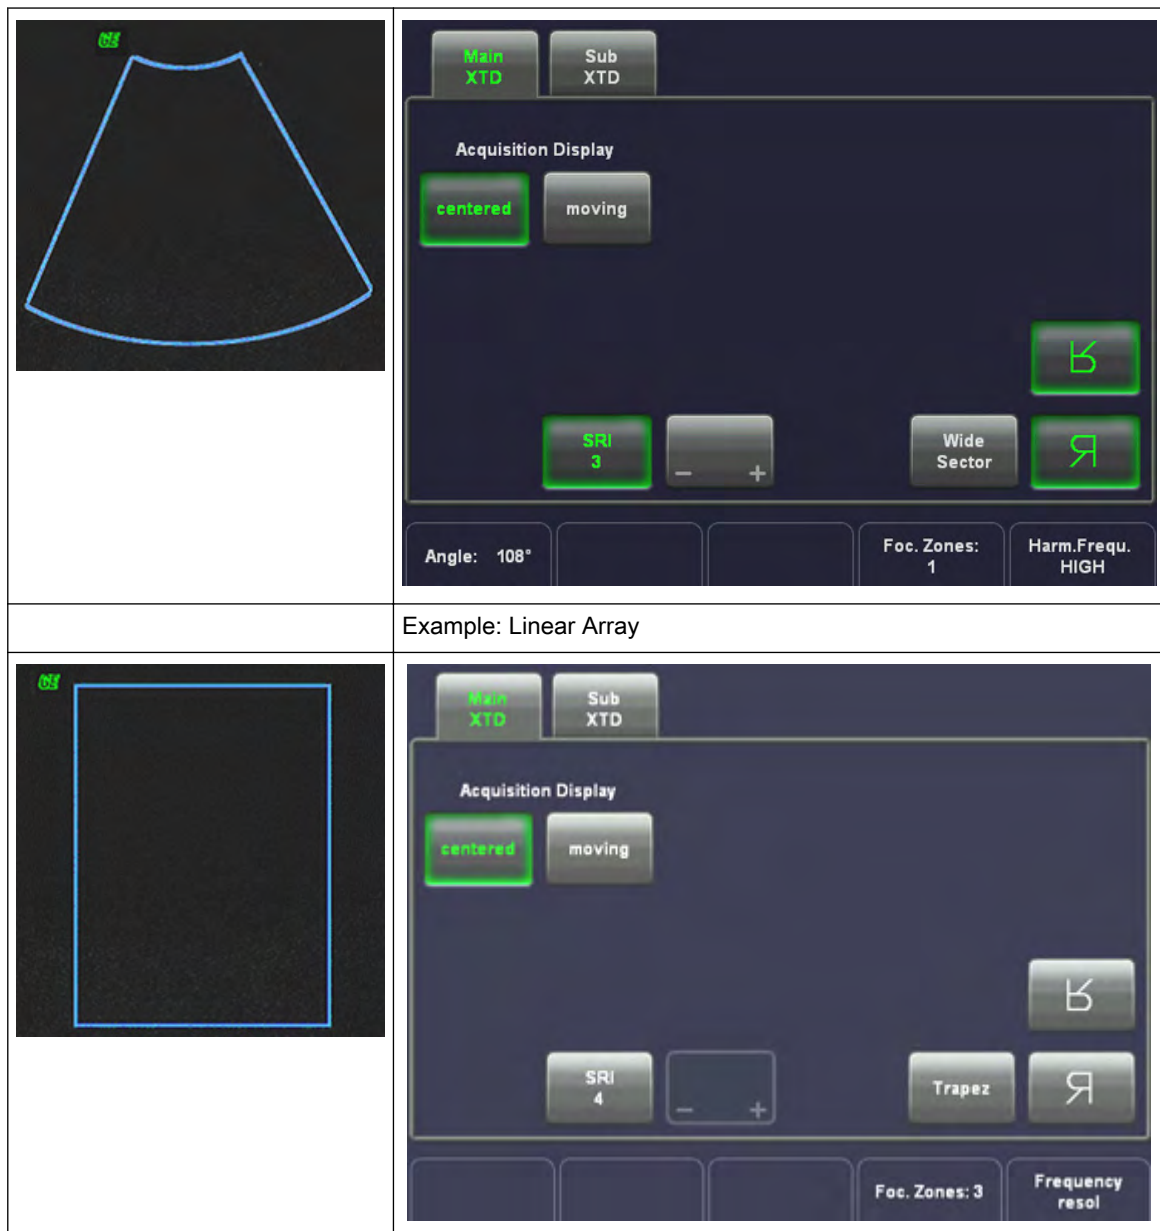 GE
Main
XTD
Sub
XTD
Acquisition Display
centered
moving
SRI
3
- +
Wide
Sector
R
R
Angle: 108°
Foc. Zones:
1
Harm.Frequ.
HIGH
Example: Linear Array
GE
Main
XTD
Sub
XTD
Acquisition Display
centered
moving
R
SRI
4
- +
Trapez
R
Foc. Zones: 3
Frequency
resol